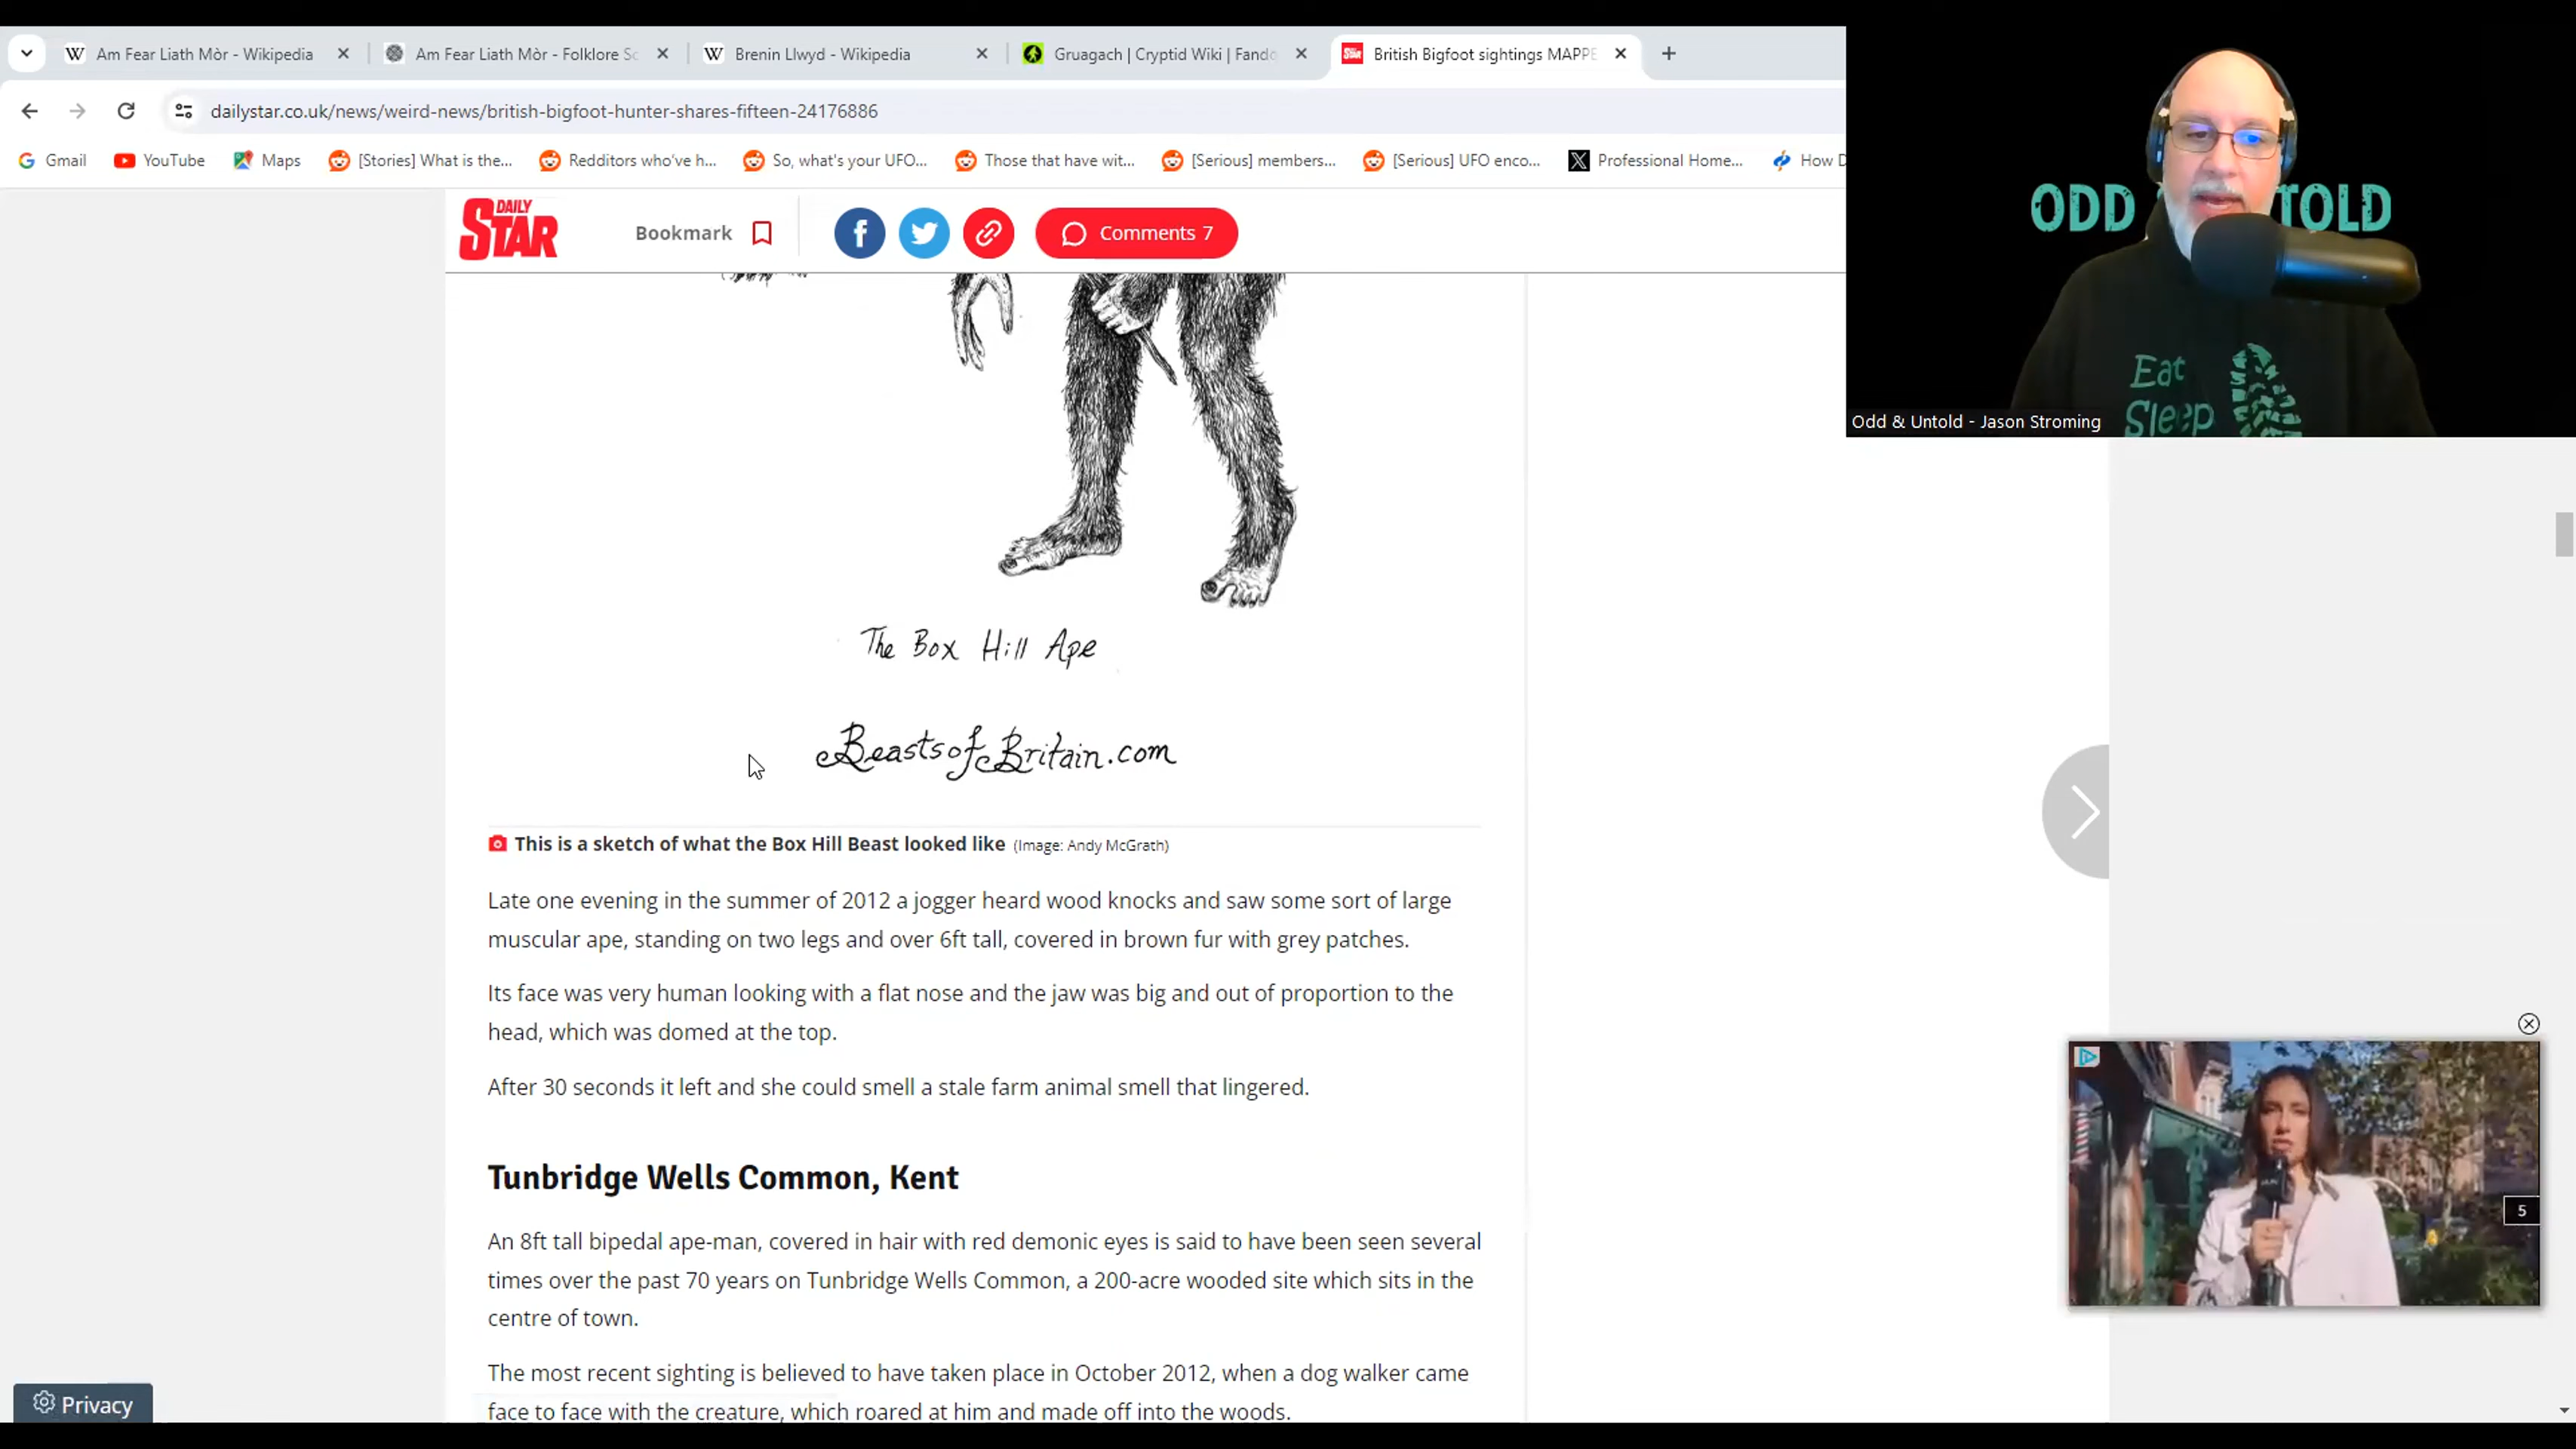 Am Fear Liath Mòr - Wikipedia
Am Fear Liath Mòr - Folklore Sc
Brenin Llwyd - Wikipedia
Gruagach | Cryptid Wiki | Fando
British Bigfoot sightings MAPPE
dailystar.co.uk/news/weird-news/british-bigfoot-hunter-shares-fifteen-24176886
Gmail
YouTube
Maps
[Stories] What is the...
Redditors who've h...
So, what's your UFO...
Those that have wit...
[Serious] members...
[Serious] UFO enco...
Professional Home...
How D
DAILY
STAR
Bookmark
Comments 7
ODD
TOLD
Eat
Sleep
Odd & Untold - Jason Stroming
The Box Hill Ape
BeastsofBritain.com
This is a sketch of what the Box Hill Beast looked like (Image: Andy McGrath)
Late one evening in the summer of 2012 a jogger heard wood knocks and saw some sort of large
muscular ape, standing on two legs and over 6ft tall, covered in brown fur with grey patches.
Its face was very human looking with a flat nose and the jaw was big and out of proportion to the
head, which was domed at the top.
After 30 seconds it left and she could smell a stale farm animal smell that lingered.
Tunbridge Wells Common, Kent
An 8ft tall bipedal ape-man, covered in hair with red demonic eyes is said to have been seen several
times over the past 70 years on Tunbridge Wells Common, a 200-acre wooded site which sits in the
centre of town.
The most recent sighting is believed to have taken place in October 2012, when a dog walker came
face to face with the creature, which roared at him and made off into the woods.
5
Privacy